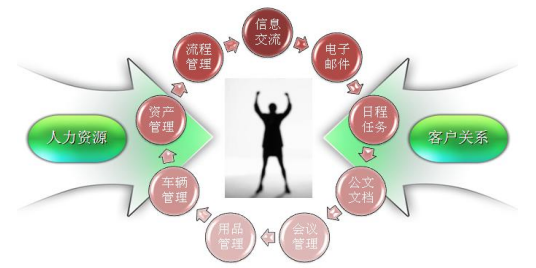 信息
交流
电子
邮件
日程
任务
公文
文档
会议
管理
用品
管理
车辆
管理
资产
管理
流程
管理
人力资源
客户关系